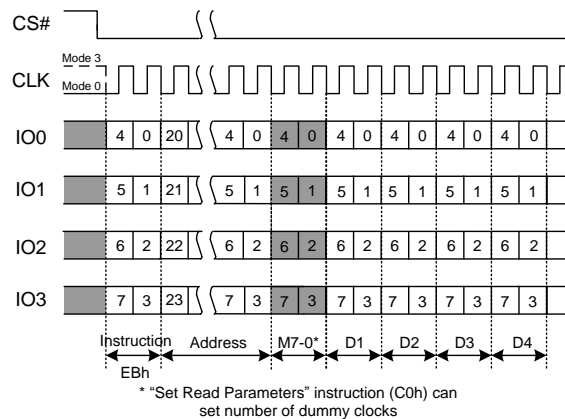 CS#
Mode 3
CLK
Mode 0
IO0 4 0 20 4 0 4 0 4 0 4 0 4 0 4 0
IO1 5 1 21 5 1 5 1 5 1 5 1 5 1 5 1
IO2 6 2 22 6 2 6 2 6 2 6 2 6 2 6 2
IO3 7 3 23 7 3 7 3 7 3 7 3 7 3 7 3
Instruction Address M7-0* D1 D2 D3 D4
EBh
* “Set Read Parameters” instruction (C0h) can
set number of dummy clocks